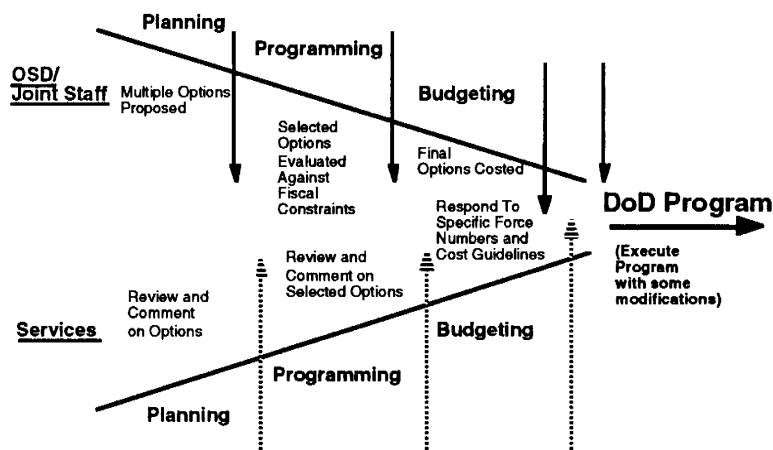 Planning
Programming
OSD/
Joint Staff
Multiple Options
Proposed
Budgeting
Selected
Options
Evaluated
Against
Fiscal
Constraints
Final
Options Costed
DoD Program
Respond To
Specific Force
Numbers and
Cost Guidelines
(Execute
Program
with some
modifications)
Review and
Comment on
Selected Options
Review and
Comment
on Options
Services
Budgeting
Programming
Planning